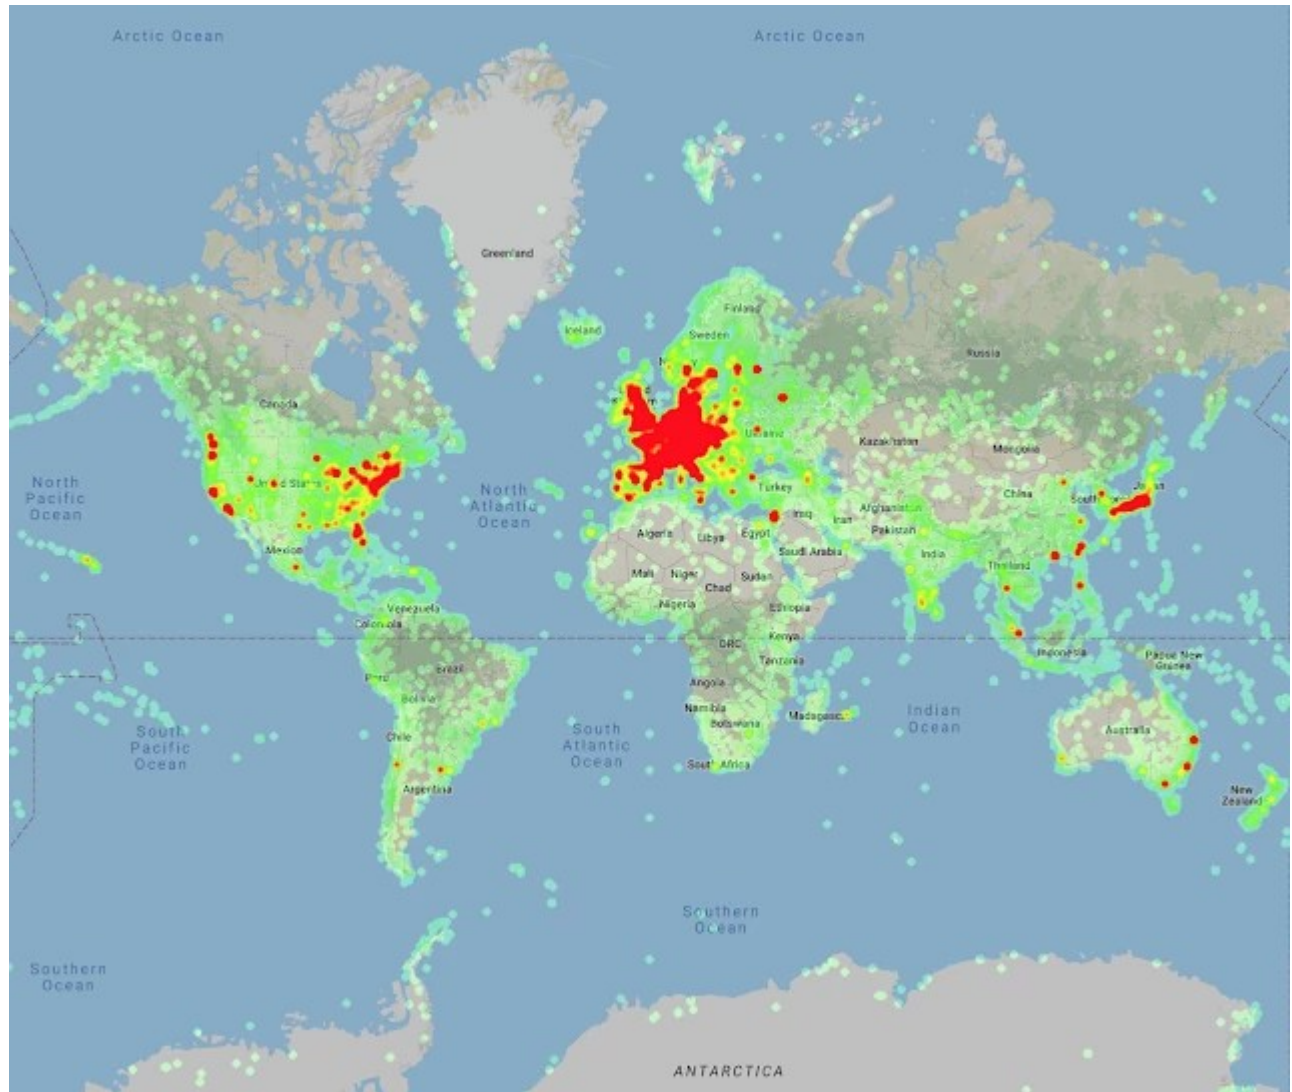 Arctic Ocean
Arctic Ocean
Greenland
Iceland
Finland
Sweden
Russia
Canada
Kazakhstan
Mongolia
North
Pacific
Ocean
United States
North
Atlantic
Ocean
Turkey
China
Japan
Iraq
Iran
Afghanistan
Pakistan
Algeria
Libya
Egypt
Saudi Arabia
Mexico
India
Mali
Niger
Chad
Sudan
Thailand
Nigeria
Ethiopia
Venezuela
Colombia
DRC
Kenya
Tanzania
Indonesia
Papua New
Guinea
Brazil
Peru
Bolivia
Angola
Namibia
Botswana
Madagascar
Indian
Ocean
South
Pacific
Ocean
Chile
South
Atlantic
Ocean
Australia
South Africa
Argentina
New
Zealand
Southern
Ocean
Southern
Ocean
ANTARCTICA